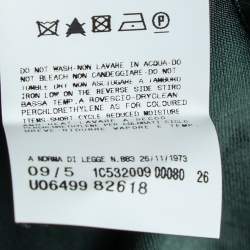 DO NOT WASH-NON LAVARE IN ACQUA-DO
NOT BLEACH-NON CANDEGGIARE-DO NOT
TUMBLE DRY-NON ASCIUGARE A TAMBURO
IRON LOW ON THE REVERSE SIDE-STIRO
BASSA TEMP.A ROVESCIO-DRYCLEAN
PERCHLORETHYLENE AS FOR COLOURED
ITEMS SHORT CYCLE REDUCED MOISTURE
A NORMA DI LEGGE N.883 26/11/1973
09/5 1C532009 00080 26
U06499 82618